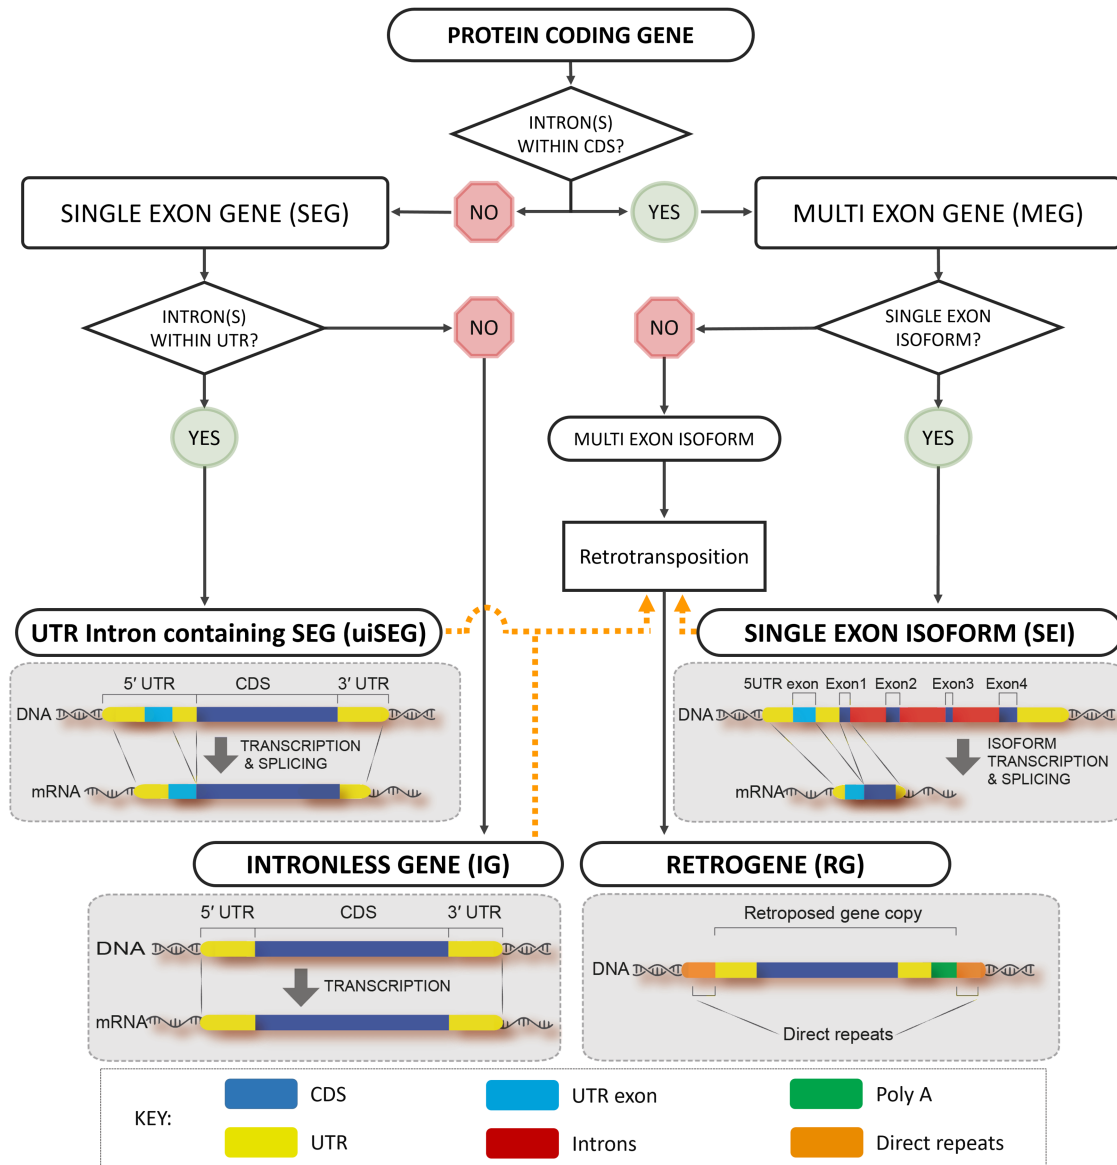 PROTEIN CODING GENE
INTRON(S)
WITHIN CDS?
SINGLE EXON GENE (SEG)
NO
YES
MULTI EXON GENE (MEG)
INTRON(S)
WITHIN UTR?
NO
NO
SINGLE EXON
ISOFORM?
YES
MULTI EXON ISOFORM
YES
Retrotransposition
UTR Intron containing SEG (uiSEG)
5′ UTR CDS 3′ UTR
DNA
TRANSCRIPTION
& SPLICING
mRNA
SINGLE EXON ISOFORM (SEI)
5UTR exon Exon1 Exon2 Exon3 Exon4
DNA
ISOFORM
TRANSCRIPTION
& SPLICING
mRNA
INTRONLESS GENE (IG)
5′ UTR CDS 3′ UTR
DNA
TRANSCRIPTION
mRNA
RETROGENE (RG)
Retroposed gene copy
DNA
Direct repeats
KEY:
CDS
UTR exon
Poly A
UTR
Introns
Direct repeats